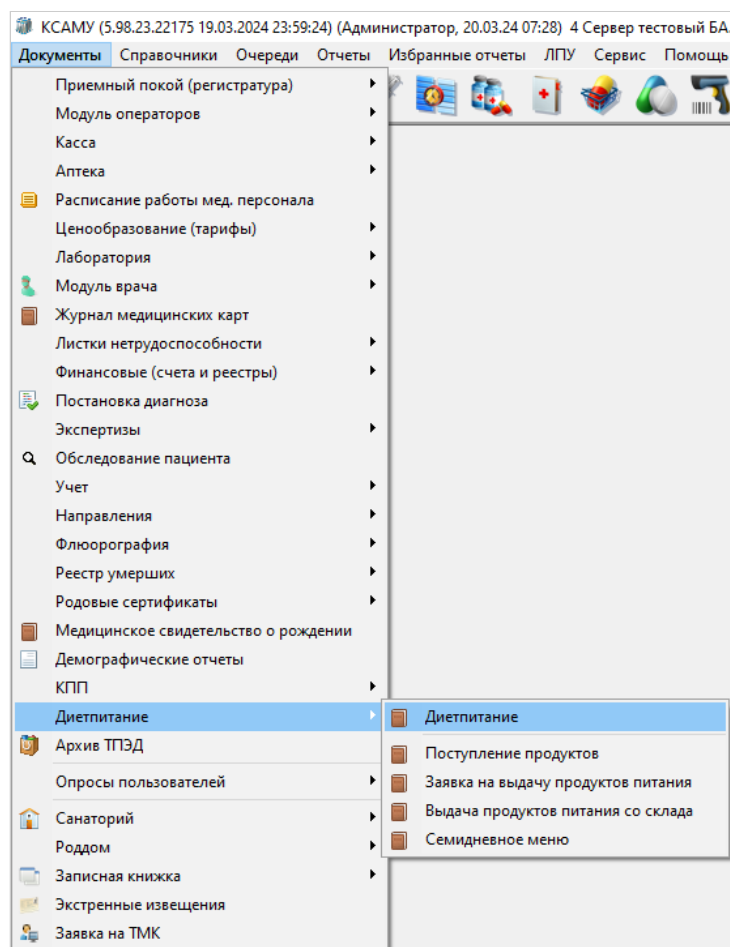 КСАМУ (5.98.23.22175 19.03.2024 23:59:24) (Администратор, 20.03.24 07:28) 4 Сервер тестовый БА
Документы Справочники Очереди Отчеты Избранные отчеты ЛПУ Сервис Помощь
Приемный покой (регистратура)
Модуль операторов
Касса
Аптека
Расписание работы мед. персонала
Ценообразование (тарифы)
Лаборатория
Модуль врача
Журнал медицинских карт
Листки нетрудоспособности
Финансовые (счета и реестры)
Постановка диагноза
Экспертизы
Обследование пациента
Учет
Направления
Флюорография
Реестр умерших
Родовые сертификаты
Медицинское свидетельство о рождении
Демографические отчеты
КПП
Диетпитание
Диетпитание
Архив ТПЭД
Поступление продуктов
Опросы пользователей
Заявка на выдачу продуктов питания
Санаторий
Выдача продуктов питания со склада
Роддом
Семидневное меню
Записная книжка
Экстренные извещения
Заявка на ТМК